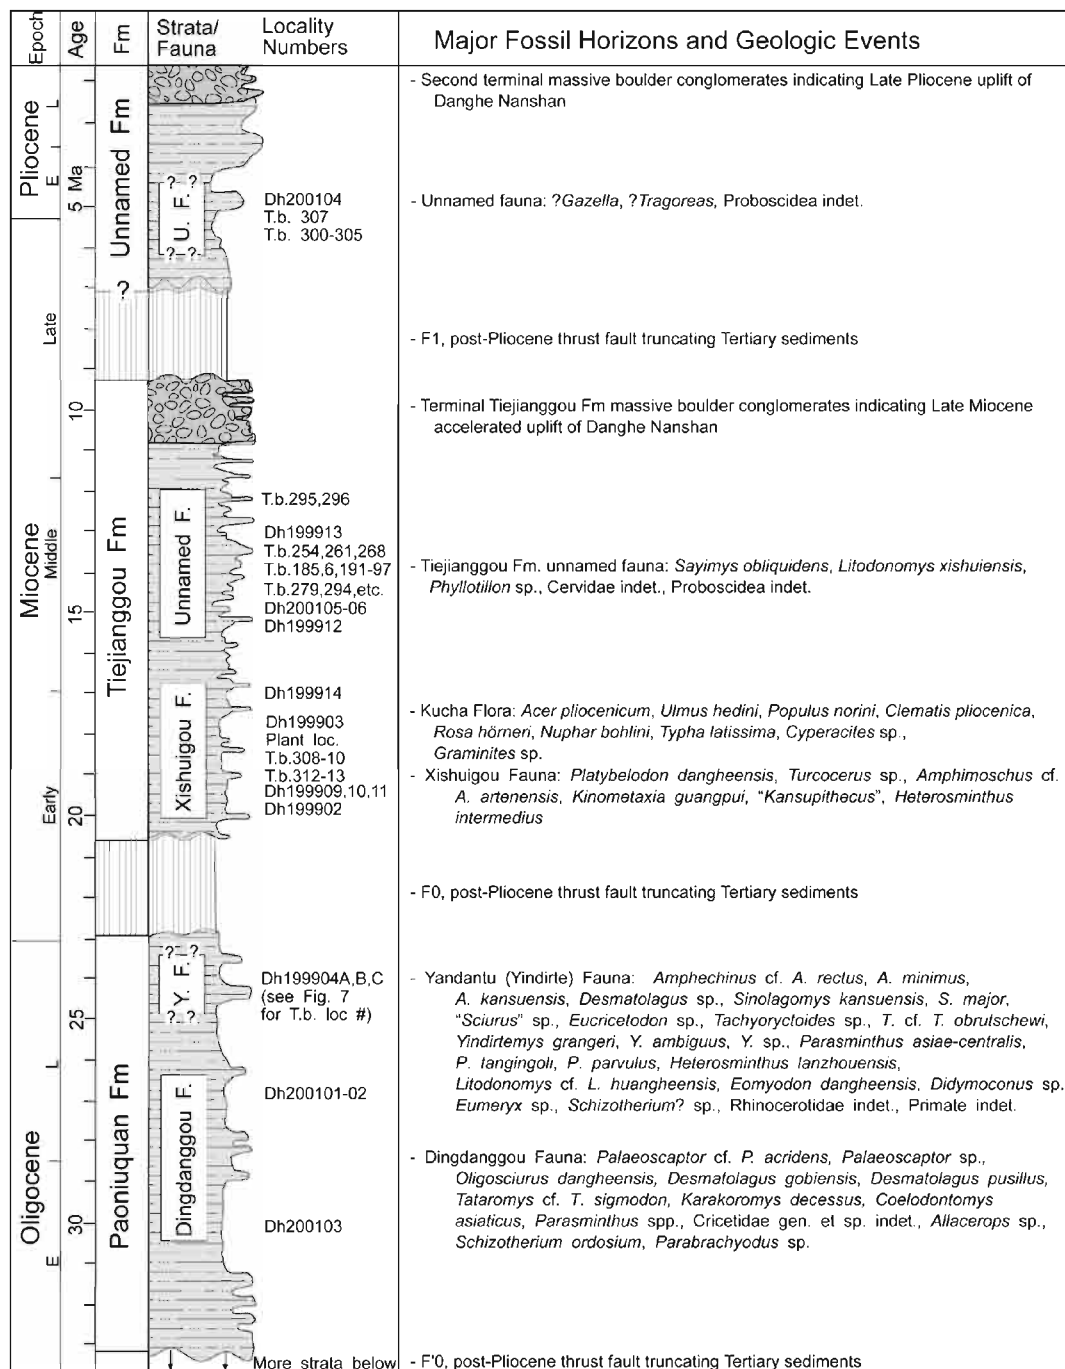 Epoch
Age
Fm
Strata/
Fauna
Locality
Numbers
Major Fossil Horizons and Geologic Events
Pliocene
L
E
Miocene
Late
Middle
Early
Oligocene
L
E
Ma
5
10
15
20
25
30
Unnamed Fm
?
Tiejianggou Fm
Paoniuquan Fm
? ?
U. F.
? ?
Unnamed F.
Xishuigou F.
? ?
Y. F.
? ?
Dingdanggou F.
Dh200104
T.b. 307
T.b. 300-305
T.b.295,296
Dh199913
T.b.254,261,268
T.b.185,6,191-97
T.b.279,294,etc.
Dh200105-06
Dh199912
Dh199914
Dh199903
Plant loc.
T.b.308-10
T.b.312-13
Dh199909,10,11
Dh199902
Dh199904A,B,C
(see Fig. 7
for T.b. loc #)
Dh200101-02
Dh200103
More strata below
- Second terminal massive boulder conglomerates indicating Late Pliocene uplift of
Danghe Nanshan
- Unnamed fauna: ?Gazella, ?Tragoreas, Proboscidea indet.
- F1, post-Pliocene thrust fault truncating Tertiary sediments
- Terminal Tiejianggou Fm massive boulder conglomerates indicating Late Miocene
accelerated uplift of Danghe Nanshan
- Tiejianggou Fm. unnamed fauna: Sayimys obliquidens, Litodonomys xishuiensis,
Phyllotillon sp., Cervidae indet., Proboscidea indet.
- Kucha Flora: Acer pliocenicum, Ulmus hedini, Populus norini, Clematis pliocenica,
Rosa hörneri, Nuphar bohlini, Typha latissima, Cyperacites sp.,
Graminites sp.
- Xishuigou Fauna: Platybelodon dangheensis, Turcocerus sp., Amphimoschus cf.
A. artenensis, Kinometaxia guangpui, "Kansupithecus", Heterosminthus
intermedius
- F0, post-Pliocene thrust fault truncating Tertiary sediments
- Yandantu (Yindirte) Fauna: Amphechinus cf. A. rectus, A. minimus,
A. kansuensis, Desmatolagus sp., Sinolagomys kansuensis, S. major,
"Sciurus" sp., Eucricetodon sp., Tachyoryctoides sp., T. cf. T. obrutschewi,
Yindirtemys grangeri, Y. ambiguus, Y. sp., Parasminthus asiae-centralis,
P. tangingoli, P. parvulus, Heterosminthus lanzhouensis,
Litodonomys cf. L. huangheensis, Eomyodon dangheensis, Didymoconus sp.
Eumeryx sp., Schizotherium? sp., Rhinocerotidae indet., Primate indet.
- Dingdanggou Fauna: Palaeoscaptor cf. P. acridens, Palaeoscaptor sp.,
Oligosciurus dangheensis, Desmatolagus gobiensis, Desmatolagus pusillus,
Tataromys cf. T. sigmodon, Karakoromys decessus, Coelodontomys
asiaticus, Parasminthus spp., Cricetidae gen. et sp. indet., Allacerops sp.,
Schizotherium ordosium, Parabrachyodus sp.
- F'0, post-Pliocene thrust fault truncating Tertiary sediments